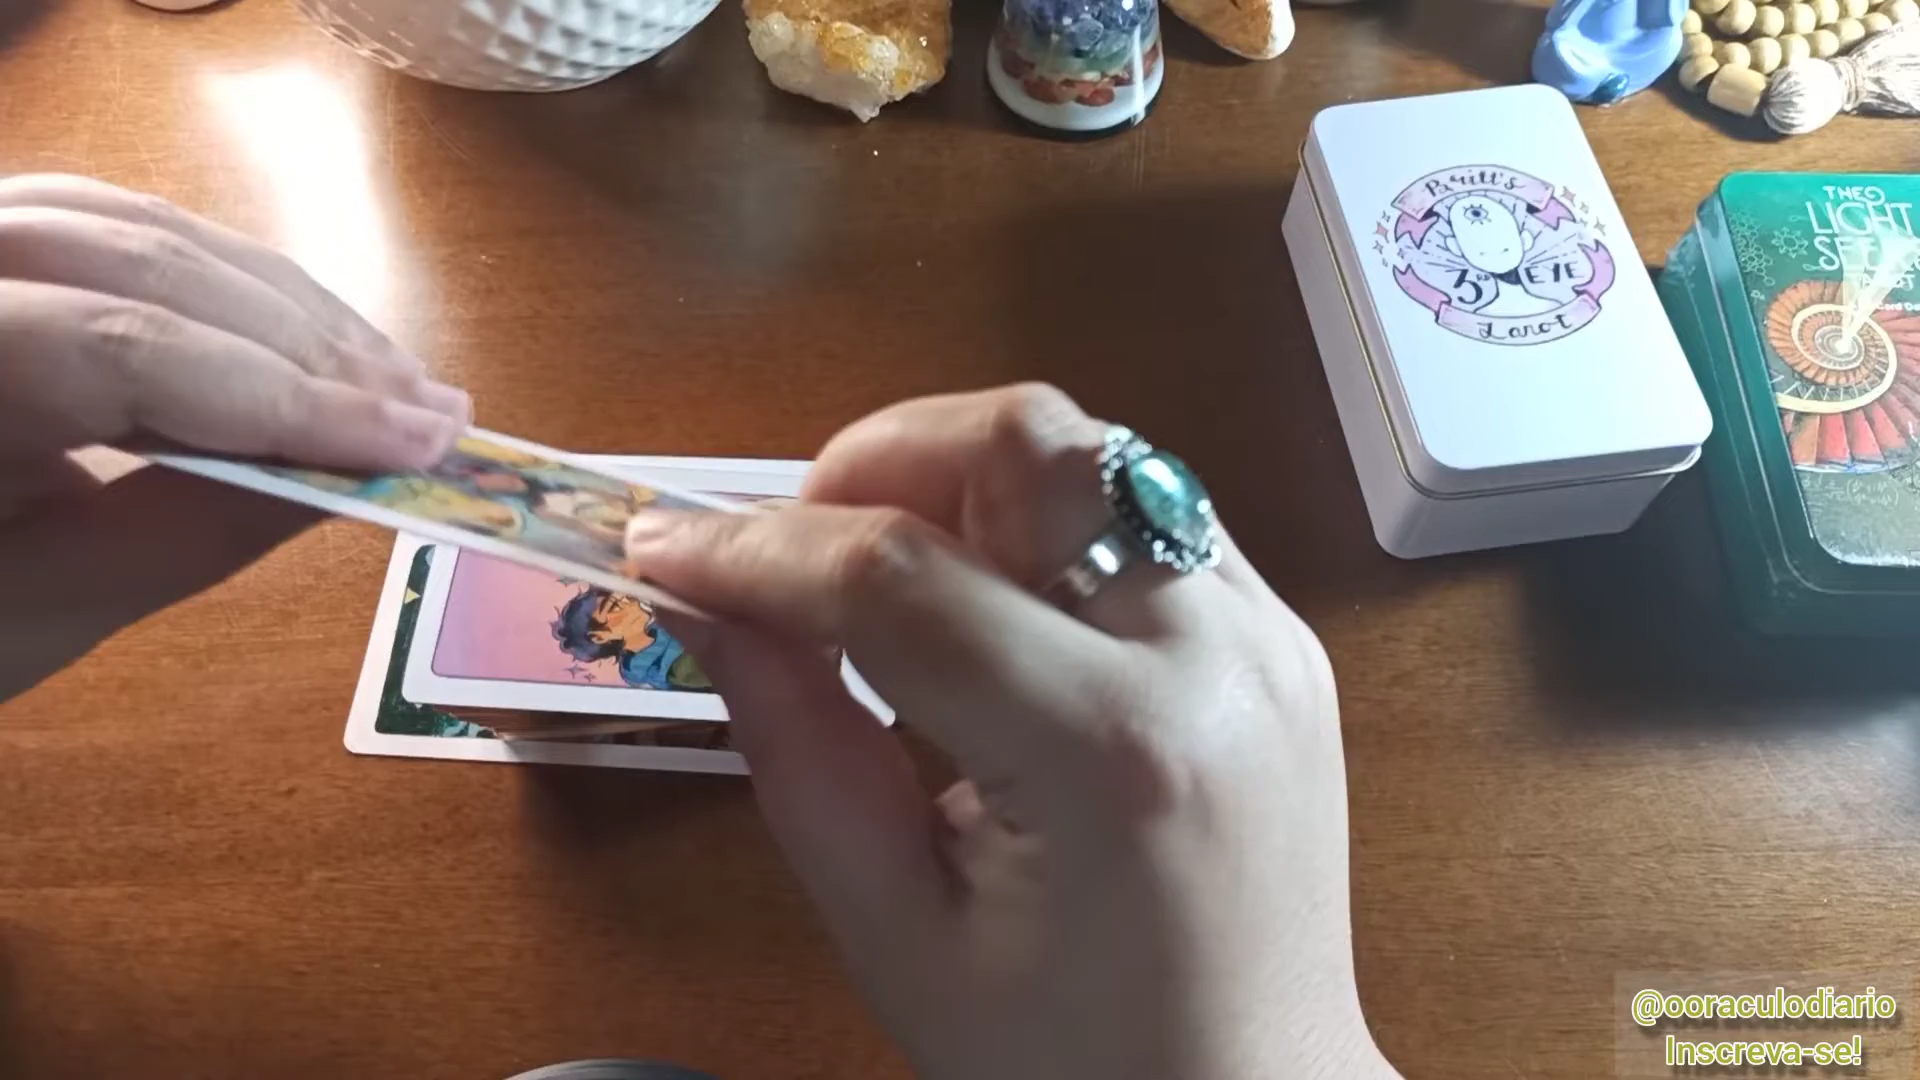 Britt's
3rd EYE
Tarot
THE
LIGHT
SEE
@ooraculodiario
Inscreva-se!